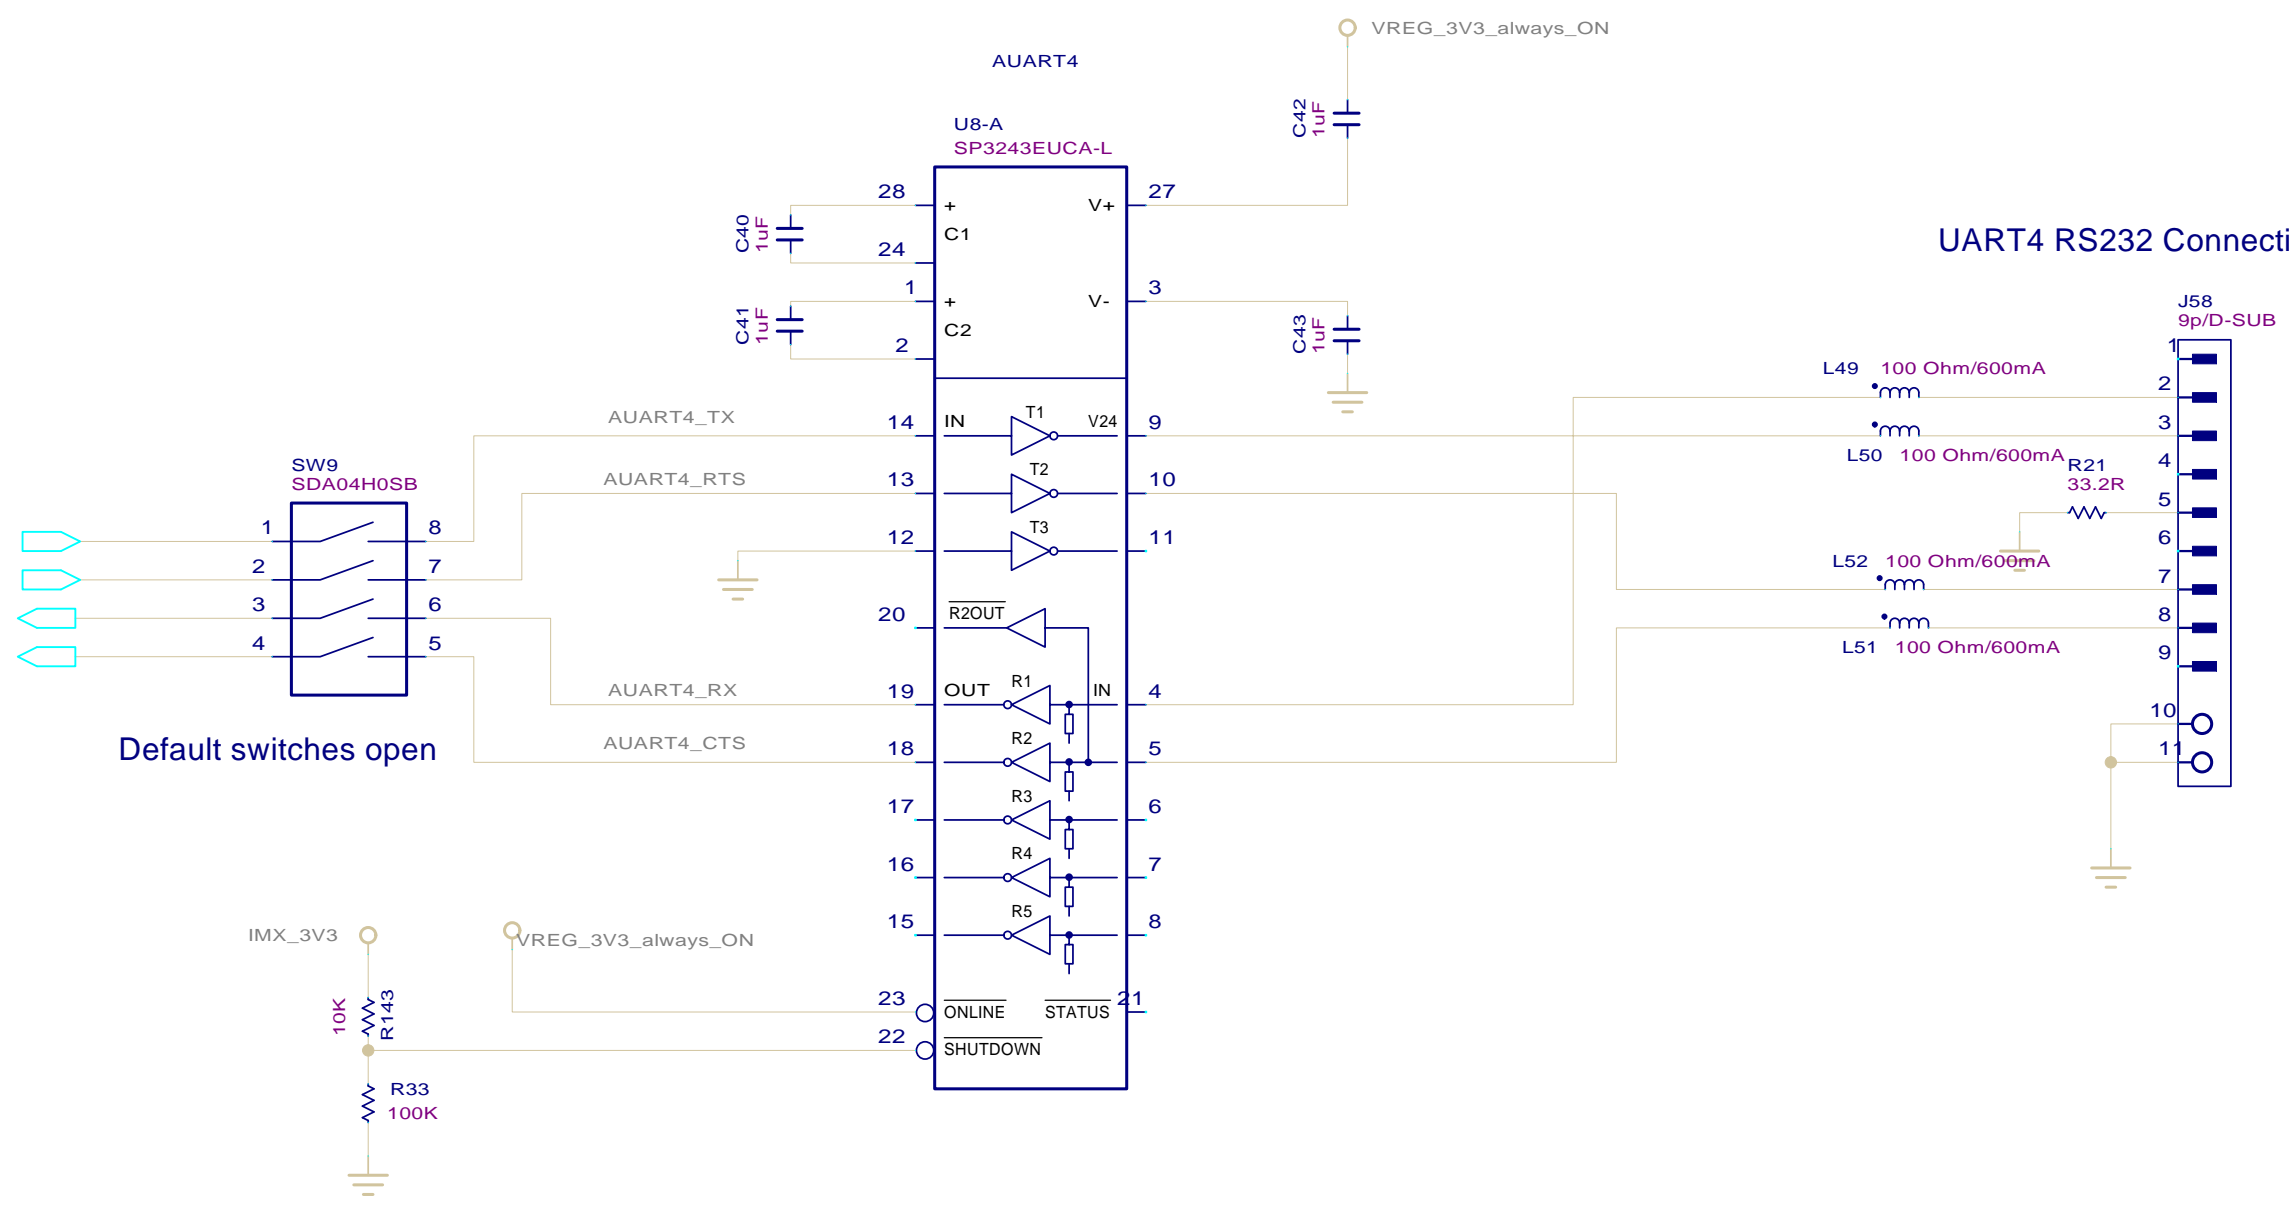 VREG_3V3_always_ON
AUART4
C42
1uF
U8-A
SP3243EUCA-L
28
+
V+
27
C40
1uF
C1
24
UART4 RS232 Connecti
1
+
V-
3
C41
1uF
C2
2
C43
1uF
J58
9p/D-SUB
1
L49 100 Ohm/600mA
2
AUART4_TX
14
IN
T1
V24
9
3
L50 100 Ohm/600mA
R21
33.2R
4
SW9
SDA04H0SB
AUART4_RTS
13
T2
10
5
1
8
12
T3
11
6
2
7
L52 100 Ohm/600mA
7
3
6
20
R2OUT
8
4
5
L51 100 Ohm/600mA
9
AUART4_RX
19
OUT
R1
IN
4
10
Default switches open
AUART4_CTS
18
R2
5
11
17
R3
6
16
R4
7
15
R5
8
IMX_3V3
VREG_3V3_always_ON
10K
R143
23
ONLINE
STATUS
21
22
SHUTDOWN
R33
100K